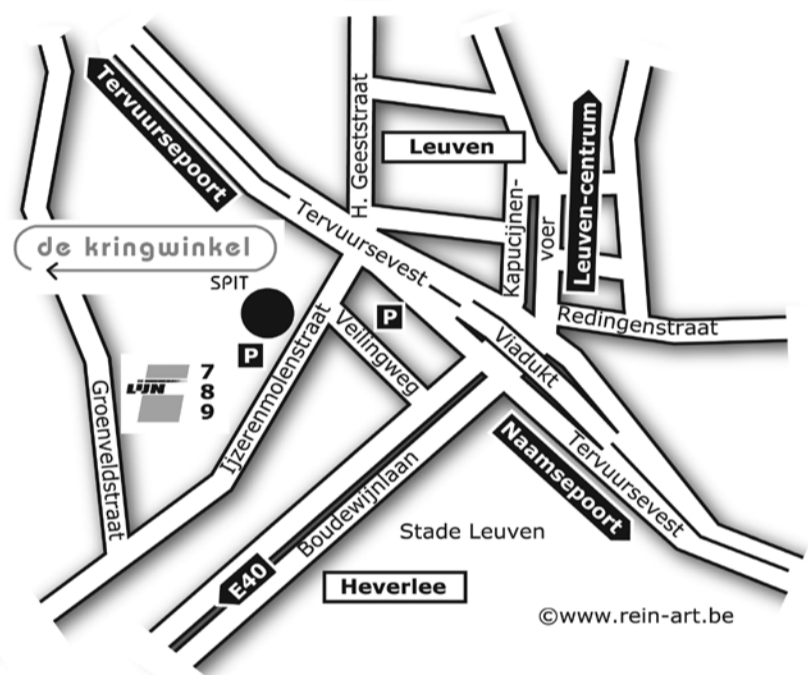 Tervuursepoort
H. Geeststraat
Leuven
Leuven-centrum
Kapucijnen-
voer
de kringwinkel
Tervuursevest
SPIT
P
Redingenstraat
P
Veilingweg
Viadukt
LIJN
7
8
9
Ijzerenmolenstraat
Groenveldstraat
Naamsepoort
Tervuursevest
Boudewijnlaan
Stade Leuven
E40
Heverlee
©www.rein-art.be